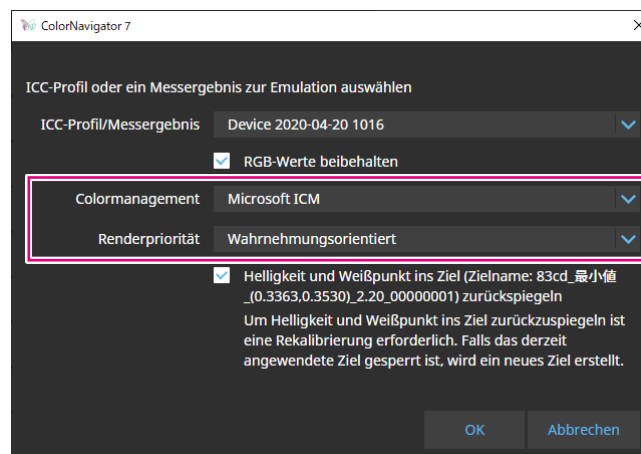 ColorNavigator 7
ICC-Profil oder ein Messergebnis zur Emulation auswählen
ICC-Profil/Messergebnis Device 2020-04-20 1016
RGB-Werte beibehalten
Colormanagement Microsoft ICM
Renderpriorität Wahrnehmungsorientiert
Helligkeit und Weißpunkt ins Ziel (Zielname: 83cd_最小値
_(0.3363,0.3530)_2.20_00000001) zurückspiegeln
Um Helligkeit und Weißpunkt ins Ziel zurückzuspiegeln ist
eine Rekalibrierung erforderlich. Falls das derzeit
angewendete Ziel gesperrt ist, wird ein neues Ziel erstellt.
OK Abbrechen